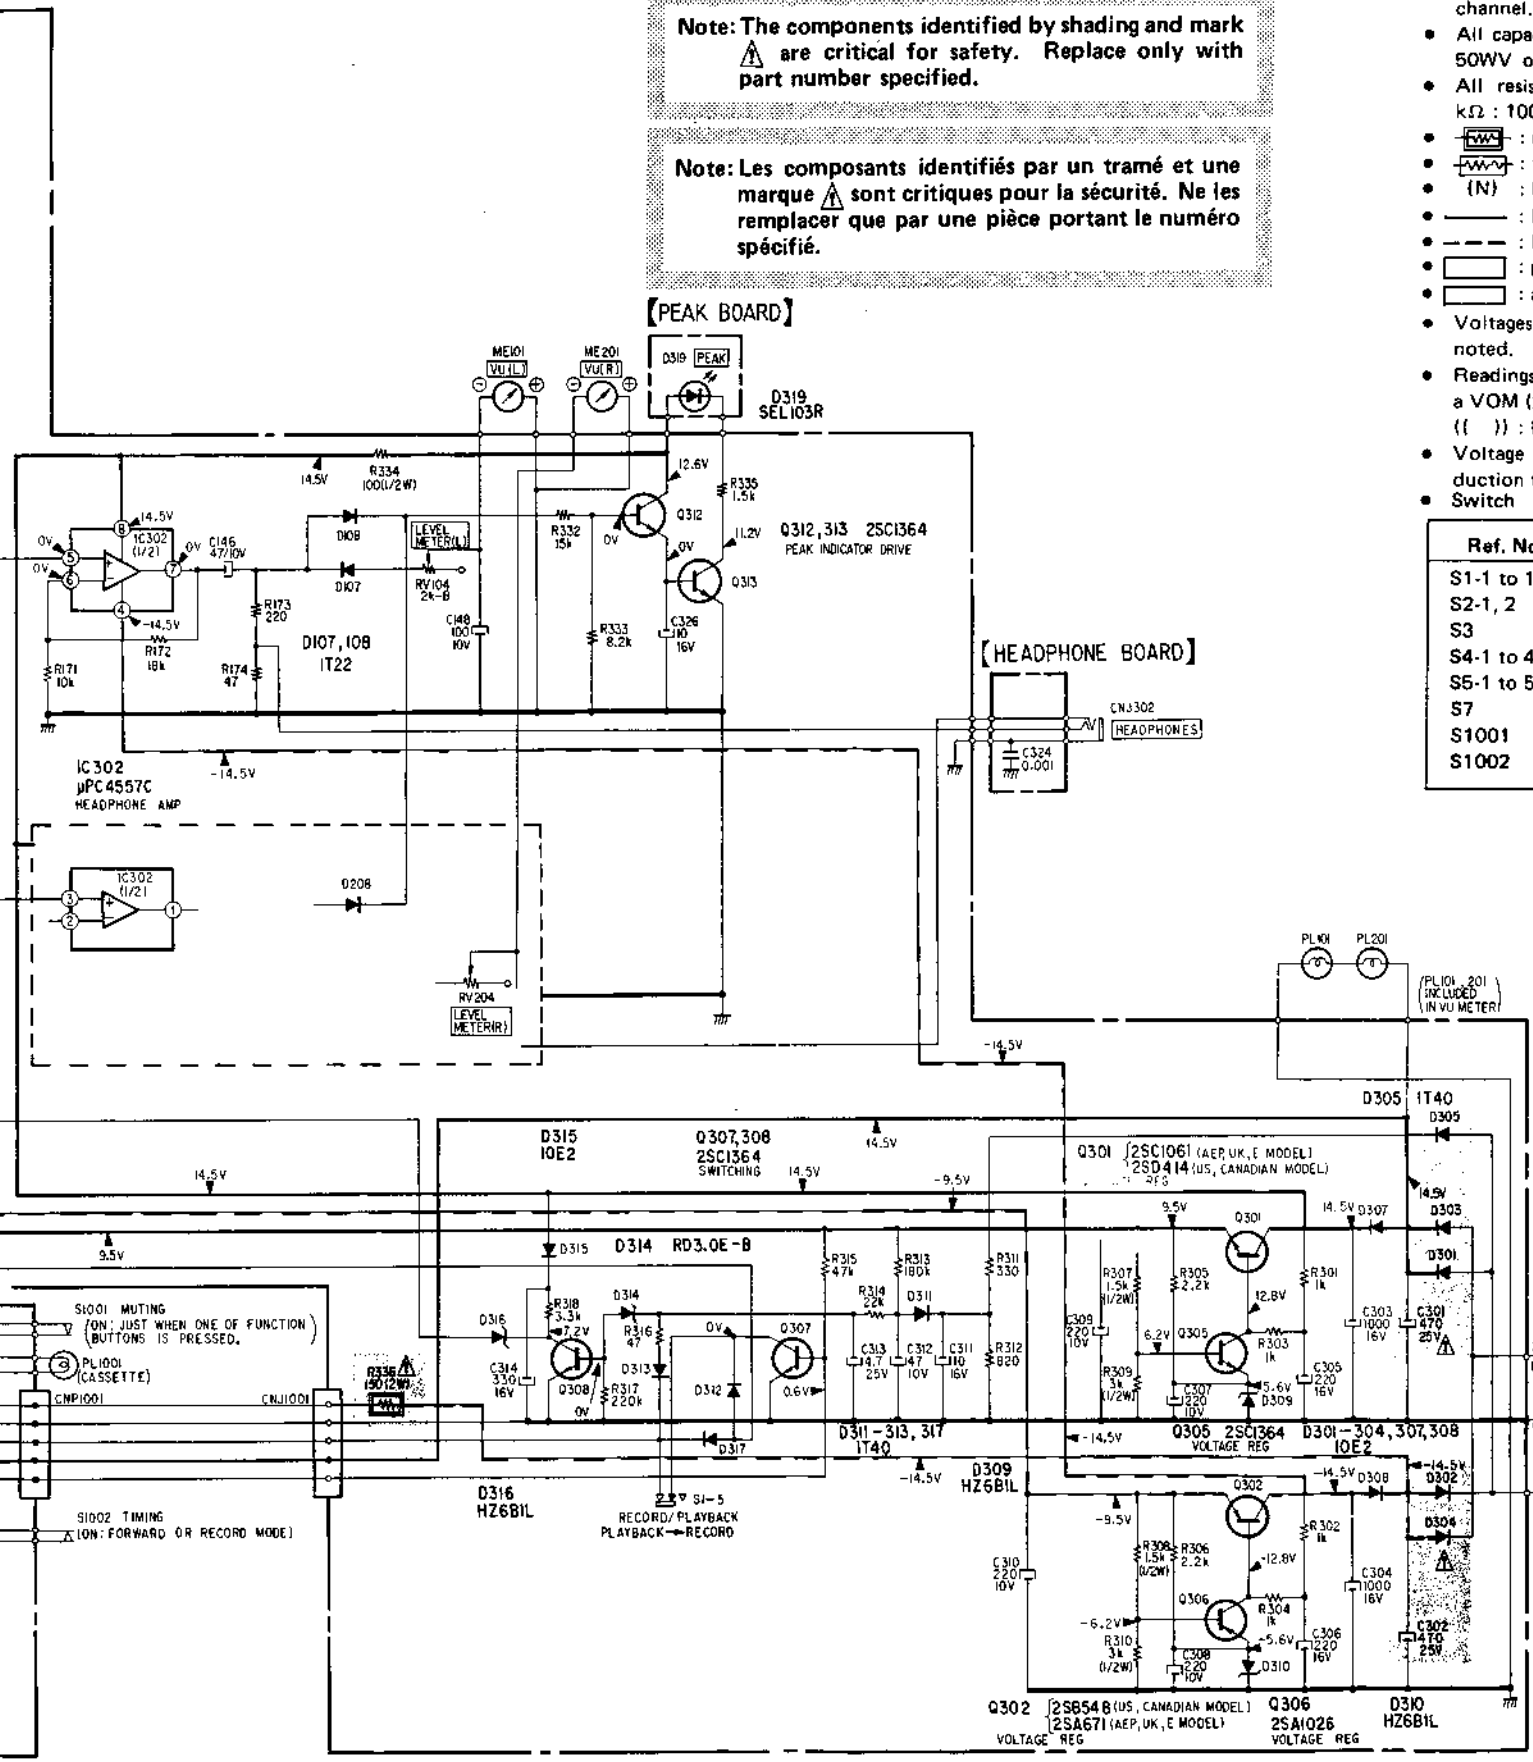 Note: The components identified by shading and mark
⚠ are critical for safety. Replace only with
part number specified.
Note: Les composants identifiés par un tramé et une
marque ⚠ sont critiques pour la sécurité. Ne les
remplacer que par une pièce portant le numéro
spécifié.
channel.
• All capa
50WV o
• All resis
kΩ : 100
(N) :
• Voltages
noted.
• Readings
a VOM (
(( )) :
• Voltage
duction
• Switch
Ref. No
S1-1 to 1
S2-1, 2
S3
S4-1 to 4
S5-1 to 5
S7
S1001
S1002
【PEAK BOARD】
ME101
VU(L)
ME201
VU(R)
D319 PEAK
D319
SEL103R
14.5V
R334
100(1/2W)
12.6V
R335
1.5k
14.5V
8
IC302
(1/2)
0V
5
0V
6
7
0V
4
-14.5V
C146
47/10V
D108
D107
LEVEL
METER(L)
RV104
2k-B
R332
15k
0V
Q312
0V
11.2V
Q313
Q312,313 2SC1364
PEAK INDICATOR DRIVE
R173
220
R172
18k
R171
10k
R174
47
D107,108
1T22
C148
100
10V
R333
8.2k
C326
10
16V
【HEADPHONE BOARD】
CNJ302
HEADPHONES
C324
0.001
-14.5V
IC302
µPC4557C
HEADPHONE AMP
IC302
(1/2)
3
2
1
D208
RV204
LEVEL
METER(R)
PL101
PL201
(PL101, 201
INCLUDED
IN VU METER)
-14.5V
D305 1T40
D305
D315
10E2
Q307,308
2SC1364
SWITCHING
14.5V
14.5V
14.5V
-9.5V
Q301 {2SC1061 (AEP, UK, E MODEL)
2SD414 (US, CANADIAN MODEL)
REG
9.5V
9.5V
Q301
14.5V
D307
14.5V
D303
D301
D315
D314 RD3.0E-B
R315
47k
R313
180k
R311
330
R307
1.5k
(1/2W)
R305
2.2k
R301
1k
12.8V
S1001 MUTING
(ON: JUST WHEN ONE OF FUNCTION
BUTTONS IS PRESSED.)
PL1001
(CASSETTE)
D316
R318
3.3k
7.2V
D314
R316
47
0V
Q307
R314
22k
D311
C309
220
10V
6.2V
Q305
R303
1k
C303
1000
16V
C301
470
25V
R336
150(2W)
C314
330
16V
Q308
0V
R317
220k
D313
D312
0.6V
C313
4.7
25V
C312
47
10V
C311
10
16V
R312
820
R309
3k
(1/2W)
C307
220
10V
5.6V
D309
C305
220
16V
CNP1001
CNJ1001
D317
D311-313, 317
1T40
-14.5V
-14.5V
Q305 2SC1364
VOLTAGE REG
D301-304,307,308
10E2
D316
HZ6B1L
D309
HZ6B1L
S1-5
RECORD/PLAYBACK
PLAYBACK→RECORD
S1002 TIMING
(ON: FORWARD OR RECORD MODE)
-9.5V
Q302
-14.5V
D308
-14.5V
D302
D304
R308
1.5k
(1/2W)
R306
2.2k
-12.8V
R302
1k
C310
220
10V
C304
1000
16V
Q306
R304
1k
-6.2V
R310
3k
(1/2W)
C308
220
10V
-5.6V
D310
C306
220
16V
C302
470
25V
Q302 {2SB548 (US, CANADIAN MODEL)
2SA671 (AEP, UK, E MODEL)
VOLTAGE REG
Q306
2SA1026
VOLTAGE REG
D310
HZ6B1L